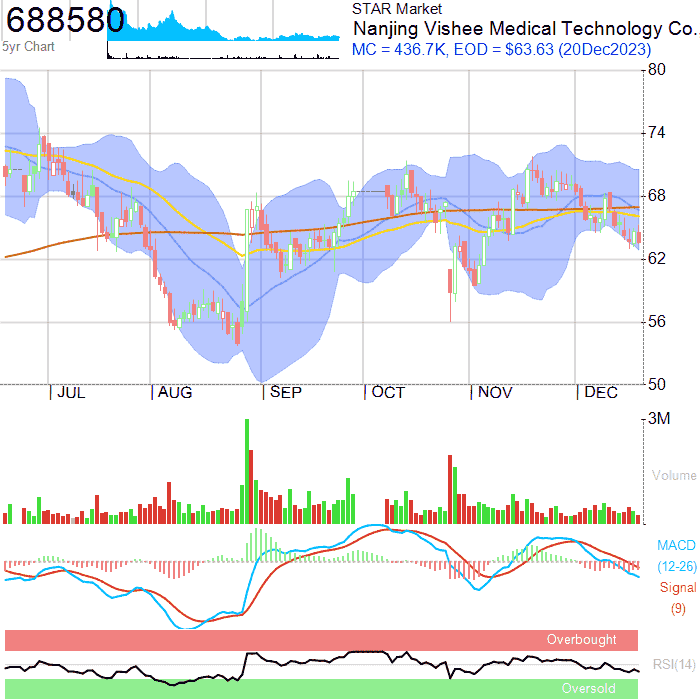 688580
5yr Chart
STAR Market
Nanjing Vishee Medical Technology Co..
MC = 436.7K, EOD = $63.63 (20Dec2023)
80
74
68
62
56
50
JUL AUG SEP OCT NOV DEC
3M
Volume
MACD
(12-26)
Signal
(9)
Overbought
RSI(14)
Oversold